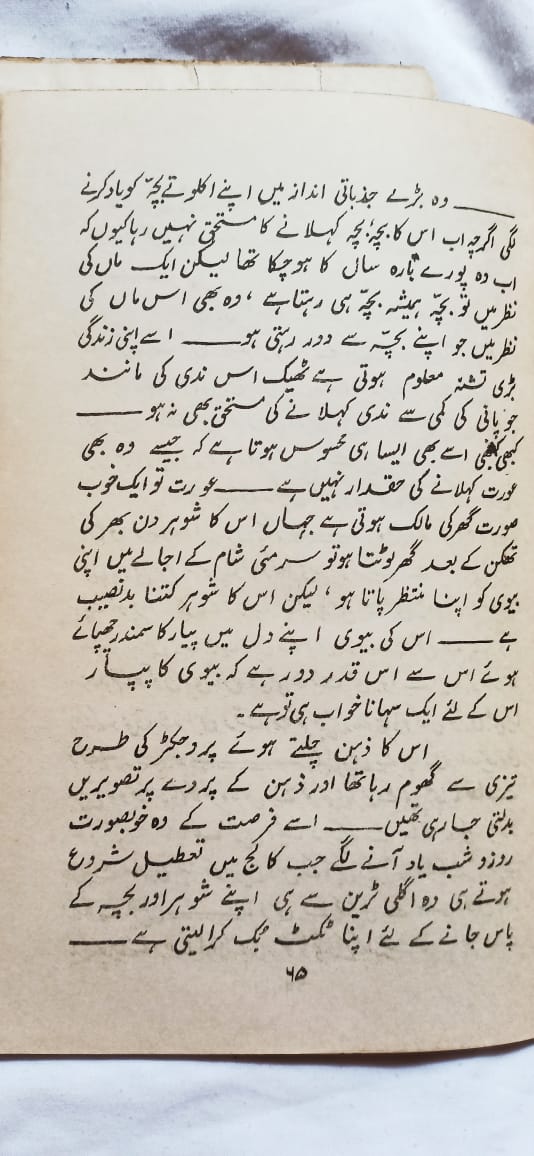 ــــــ وہ بڑے جذباتی انداز میں اپنے اکلوتے بچّہ کو یاد کرنے
لگی اگرچہ اب اس کا بچّہ، بچّہ کہلانے کا مستحق نہیں رہا کیوں کہ
اب وہ پورے بارہ سال کا ہو چکا تھا لیکن ایک ماں کی
نظر میں تو بچّہ ہمیشہ بچّہ ہی رہتا ہے، وہ بھی اس ماں کی
نظر میں جو اپنے بچّہ سے دور رہتی ہو ــــــ اسے اپنی زندگی
بڑی تشنہ معلوم ہوتی ہے ٹھیک اس ندی کی مانند
جو پانی کی کمی سے ندی کہلانے کی مستحق بھی نہ ہو ــــــ
کبھی کبھی اسے بھی ایسا ہی محسوس ہوتا ہے کہ جیسے وہ بھی
عورت کہلانے کی حقدار نہیں ہے ــــــ عورت تو ایک خوب
صورت گھر کی مالک ہوتی ہے جہاں اس کا شوہر دن بھر کی
تھکن کے بعد گھر لوٹتا ہو تو سرمئی شام کے اجالے میں اپنی
بیوی کو اپنا منتظر پاتا ہو، لیکن اس کا شوہر کتنا بدنصیب
ہے ــــــ اس کی بیوی اپنے دل میں پیار کا سمندر چھپائے
ہوئے اس سے اس قدر دور ہے کہ بیوی کا پیار
اس کے لئے ایک سہانا خواب ہی تو ہے۔
اس کا ذہن چلتے ہوئے پروجکٹر کی طرح
تیزی سے گھوم رہا تھا اور ذہن کے پردے پر تصویریں
بدلتی جا رہی تھیں ــــــ اسے فرصت کے وہ خوبصورت
روز و شب یاد آنے لگے جب کالج میں تعطیل شروع
ہوتے ہی وہ اگلی ٹرین سے ہی اپنے شوہر اور بچہ کے
پاس جانے کے لئے اپنا ٹکٹ بُک کرا لیتی ہے ــــــ
۶۵